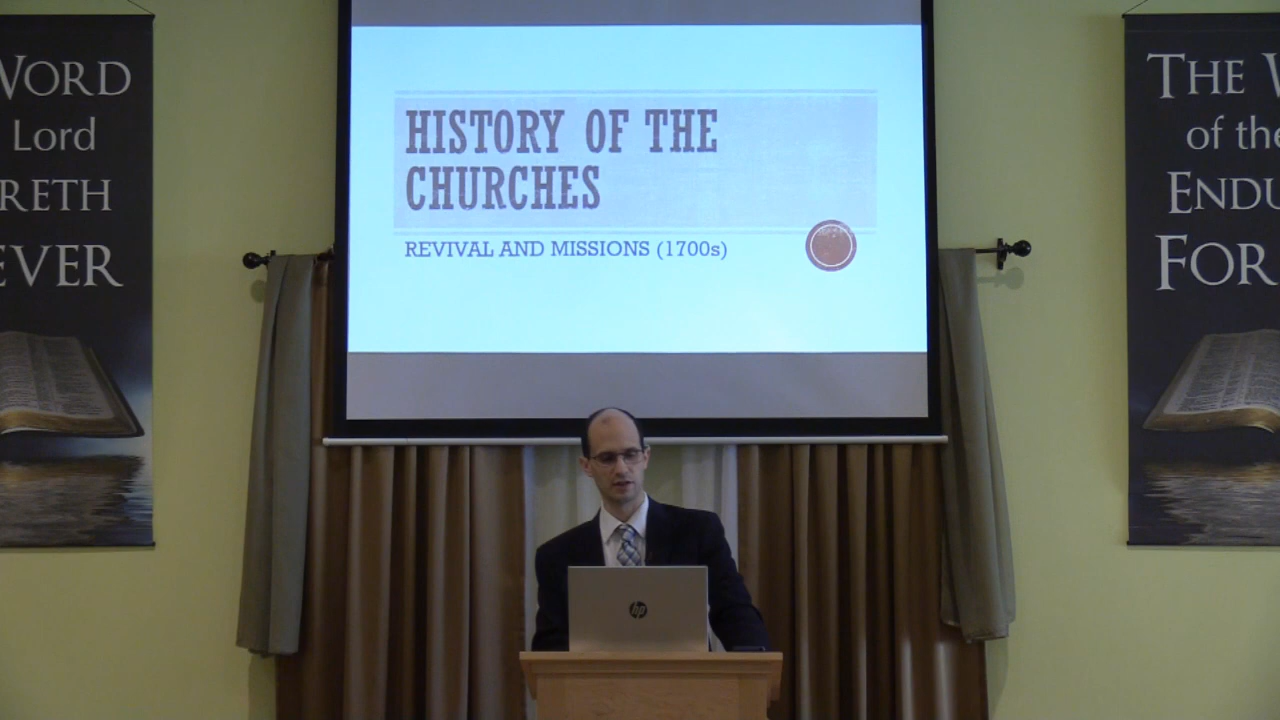 WORD
Lord
RETH
EVER
HISTORY OF THE
CHURCHES
REVIVAL AND MISSIONS (1700s)
THE W
of the
ENDU
FOR
hp